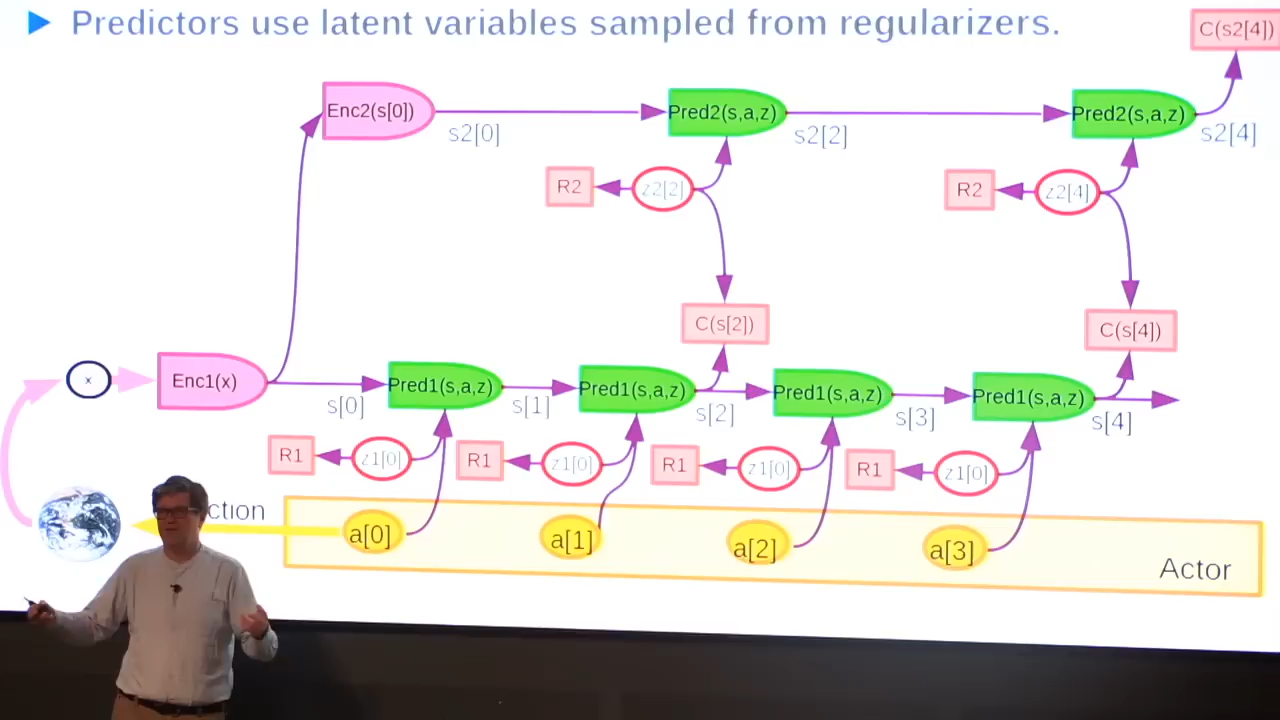 Predictors use latent variables sampled from regularizers.
C(s2[4])
Enc2(s[0])
s2[0]
Pred2(s,a,z)
s2[2]
Pred2(s,a,z)
s2[4]
R2
z2[2]
R2
z2[4]
C(s[2])
C(s[4])
x
Enc1(x)
s[0]
Pred1(s,a,z)
s[1]
Pred1(s,a,z)
s[2]
Pred1(s,a,z)
s[3]
Pred1(s,a,z)
s[4]
R1
z1[0]
R1
z1[0]
R1
z1[0]
R1
z1[0]
ction
a[0]
a[1]
a[2]
a[3]
Actor